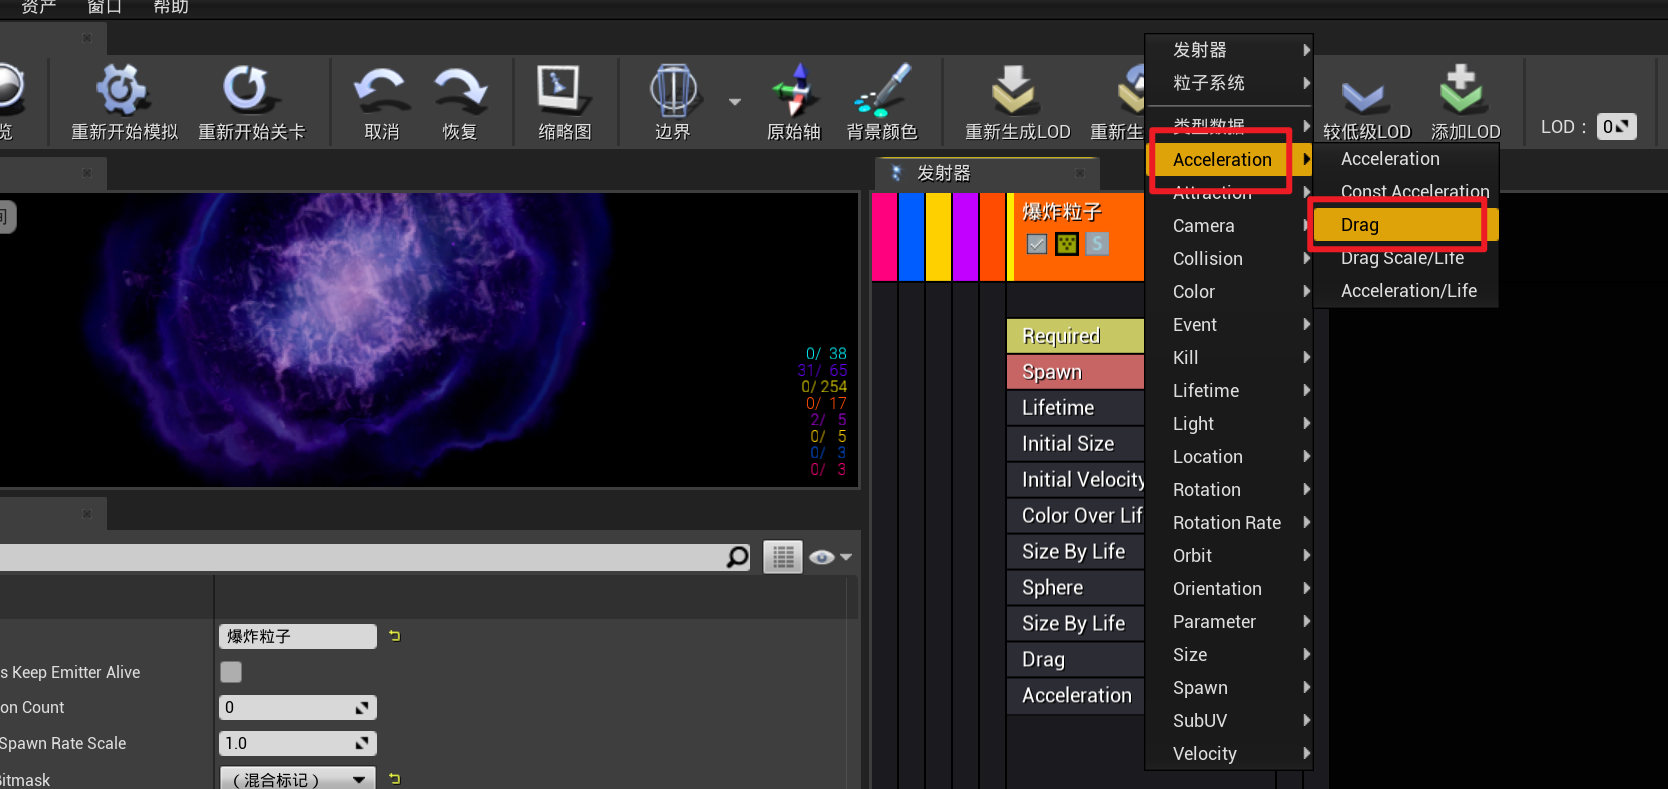 资产 窗口 帮助
览
重新开始模拟
重新开始关卡
取消
恢复
缩略图
边界
原始轴
背景颜色
重新生成LOD
重新生
较低级LOD
添加LOD
LOD : 0
发射器
粒子系统
类型数据
Acceleration
Attraction
Camera
Collision
Color
Event
Kill
Lifetime
Light
Location
Rotation
Rotation Rate
Orbit
Orientation
Parameter
Size
Spawn
SubUV
Velocity
Acceleration
Const Acceleration
Drag
Drag Scale/Life
Acceleration/Life
发射器
爆炸粒子
S
Required
Spawn
Lifetime
Initial Size
Initial Velocity
Color Over Lif
Size By Life
Sphere
Size By Life
Drag
Acceleration
间
0/ 38
31/ 65
0/254
0/ 17
2/ 5
0/ 5
0/ 3
0/ 3
爆炸粒子
s Keep Emitter Alive
on Count 0
Spawn Rate Scale 1.0
Bitmask (混合标记)